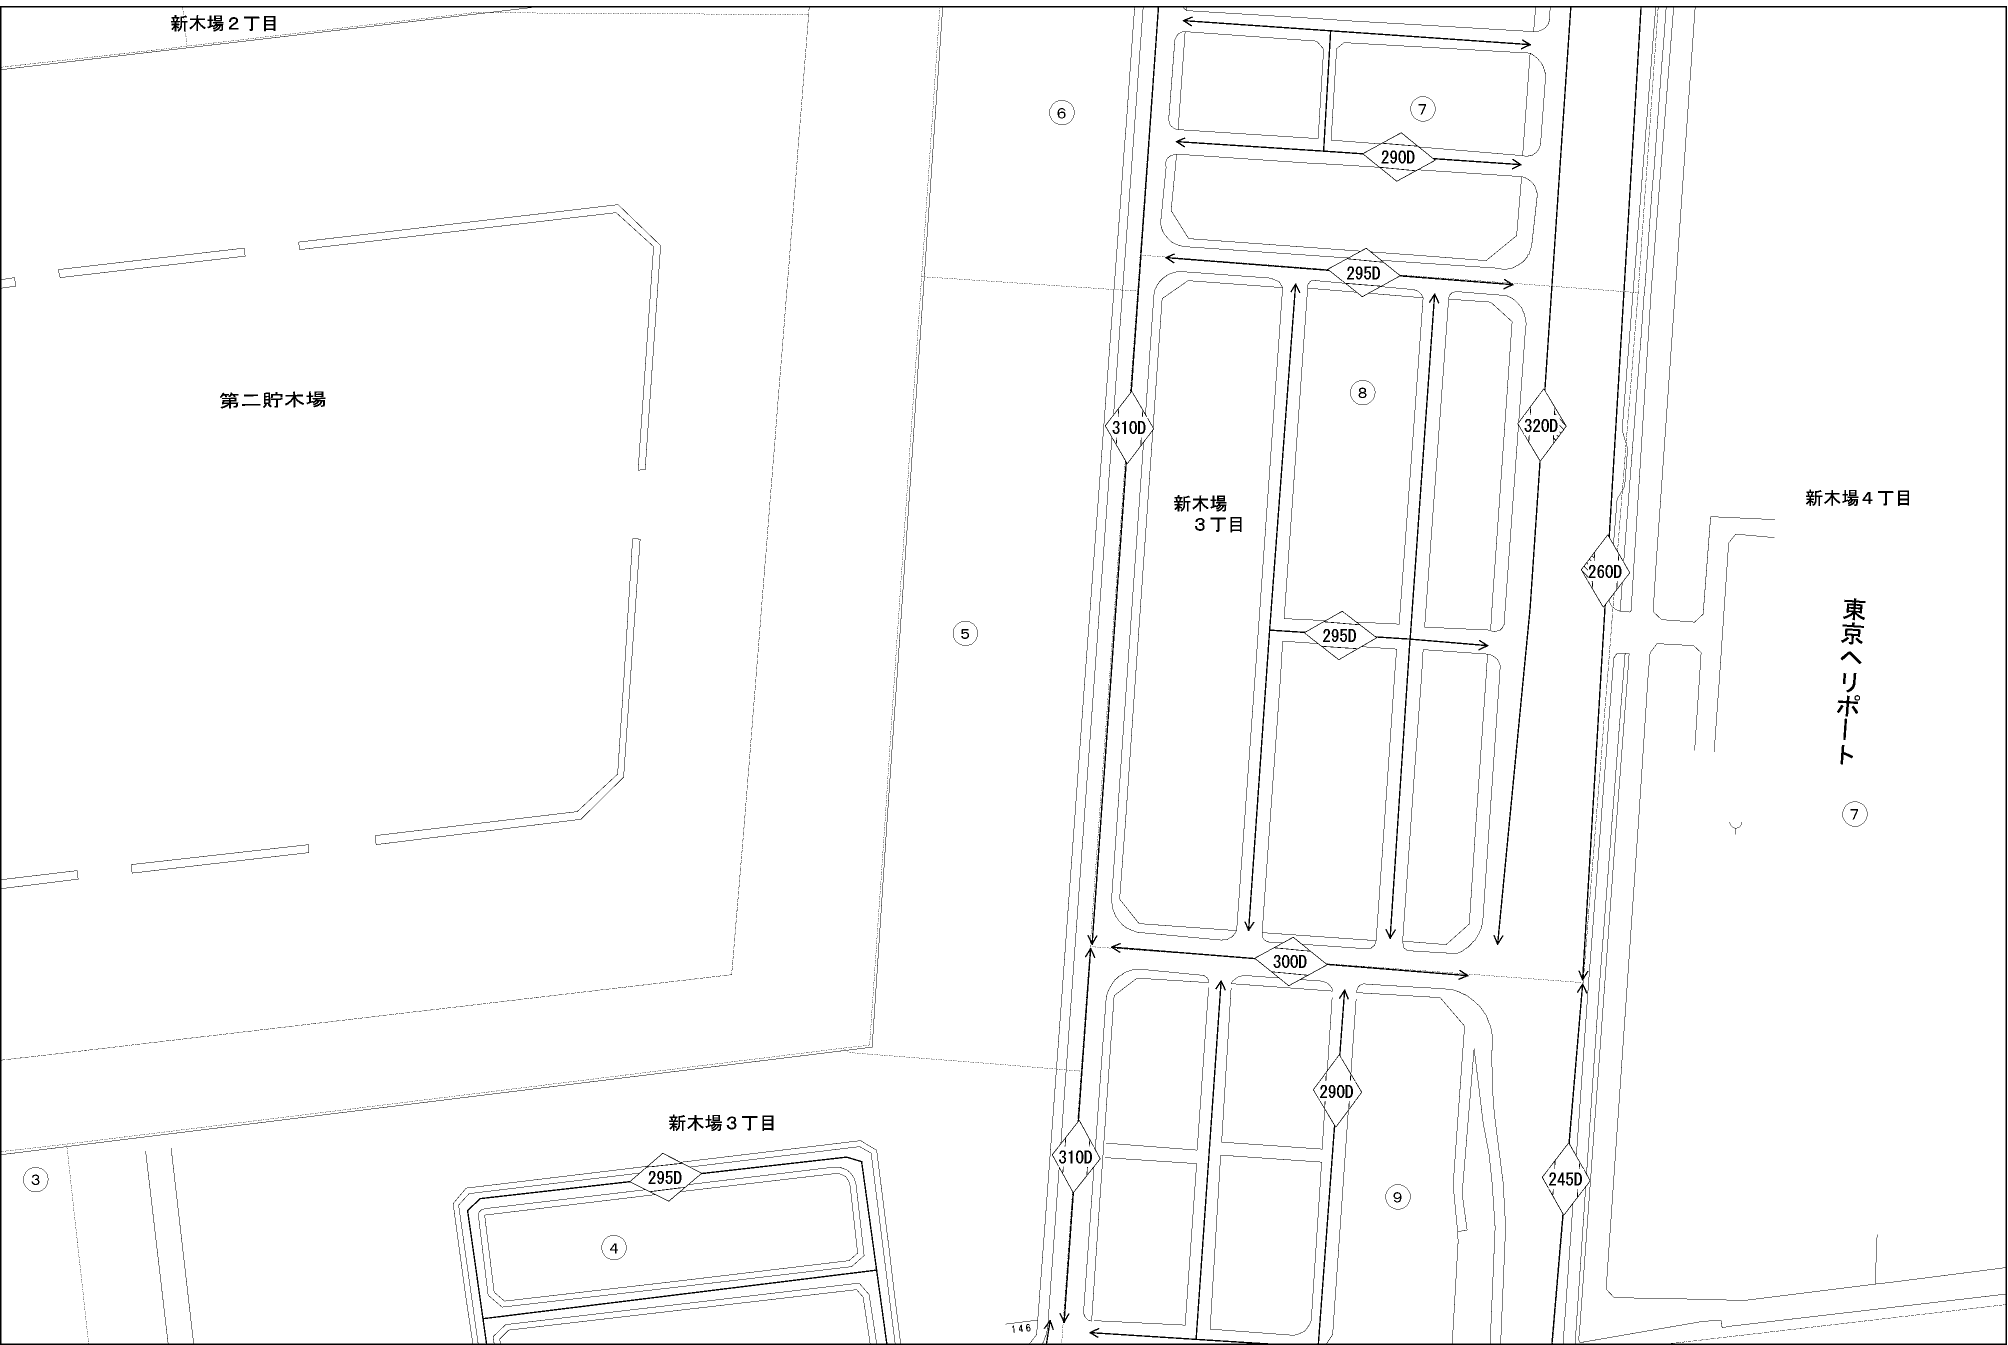 新木場２丁目
⑥
⑦
290D
295D
第二貯木場
⑧
310D
320D
新木場
３丁目
新木場４丁目
260D
⑤
295D
東京ヘリポート
⑦
300D
290D
新木場３丁目
310D
③
295D
245D
⑨
④
146